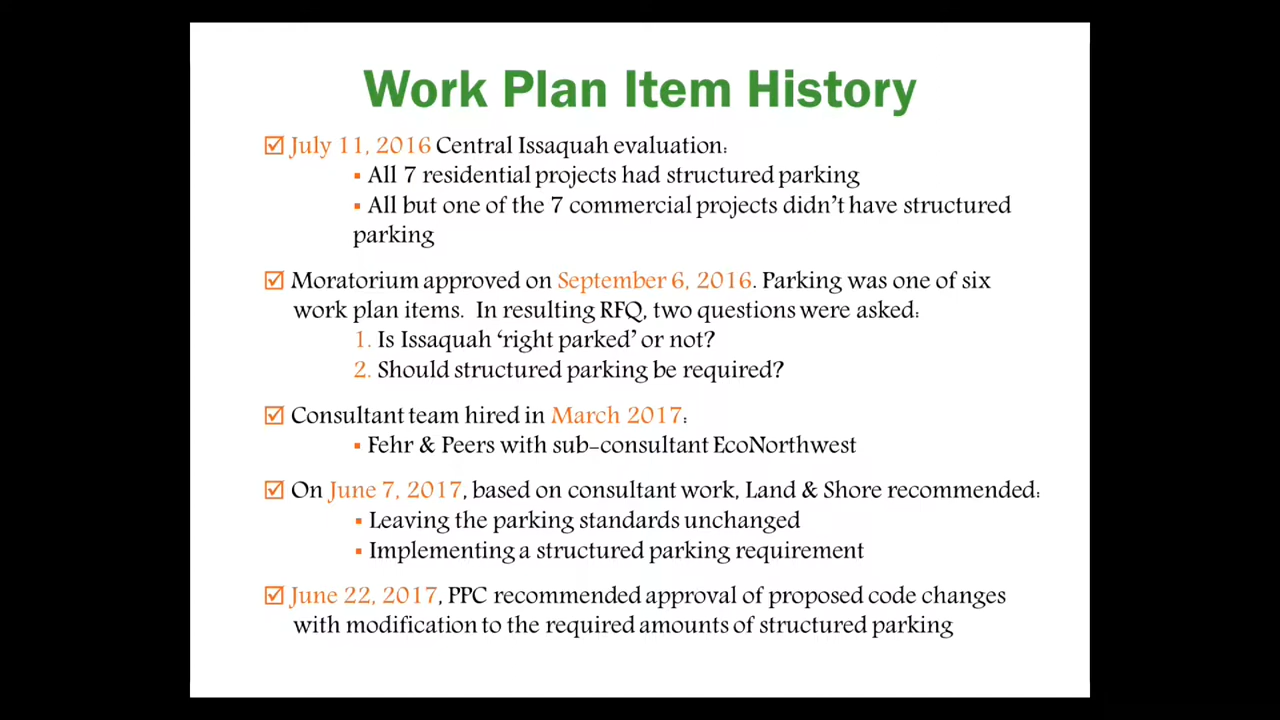 Work Plan Item History
☑ July 11, 2016 Central Issaquah evaluation:
▪ All 7 residential projects had structured parking
▪ All but one of the 7 commercial projects didn't have structured
parking
☑ Moratorium approved on September 6, 2016. Parking was one of six
work plan items. In resulting RFQ, two questions were asked:
1. Is Issaquah ‘right parked’ or not?
2. Should structured parking be required?
☑ Consultant team hired in March 2017:
▪ Fehr & Peers with sub-consultant EcoNorthwest
☑ On June 7, 2017, based on consultant work, Land & Shore recommended:
▪ Leaving the parking standards unchanged
▪ Implementing a structured parking requirement
☑ June 22, 2017, PPC recommended approval of proposed code changes
with modification to the required amounts of structured parking